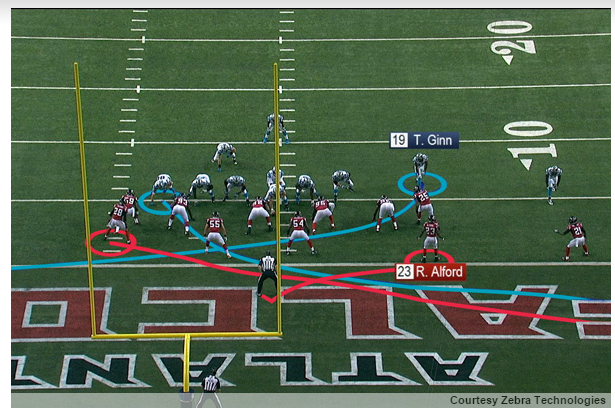 20
10
19 T. Ginn
23 R. Alford
FALCO
ATLANT
Courtesy Zebra Technologies